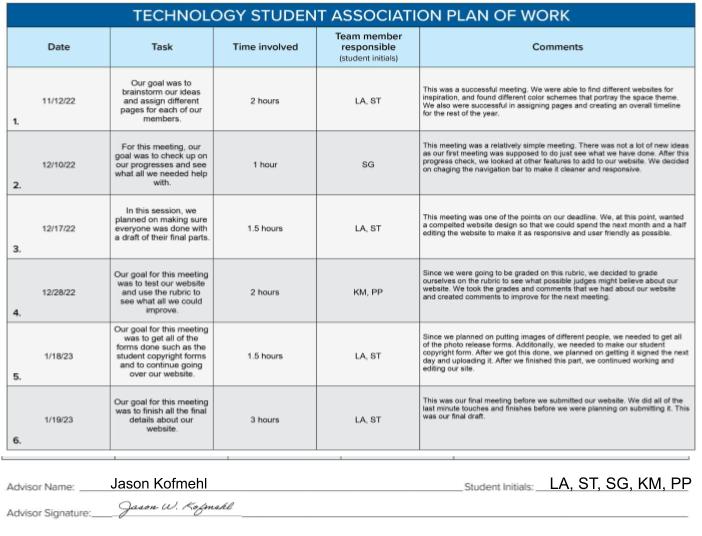 TECHNOLOGY STUDENT ASSOCIATION PLAN OF WORK
Date
Task
Time involved
Team member
responsible
(student initials)
Comments
1.
11/12/22
Our goal was to
brainstorm our ideas
and assign different
pages for each of our
members.
2 hours
LA, ST
This was a successful meeting. We were able to find different websites for
inspiration, and found different color schemes that portray the space theme.
We also were successful in assigning pages and creating an overall timeline
for the rest of the year.
2.
12/10/22
For this meeting, our
goal was to check up on
our progresses and see
what all we needed help
with.
1 hour
SG
This meeting was a relatively simple meeting. There was not a lot of new ideas
as our first meeting was supposed to do just see what we have done. After this
progress check, we looked at other features to add to our website. We decided
on chaging the navigation bar to make it cleaner and responsive.
3.
12/17/22
In this session, we
planned on making sure
everyone was done with
a draft of their final parts.
1.5 hours
LA, ST
This meeting was one of the points on our deadline. We, at this point, wanted
a compelted website design so that we could spend the next month and a half
editing the website to make it as responsive and user friendly as possible.
4.
12/28/22
Our goal for this meeting
was to test our website
and use the rubric to
see what all we could
improve.
2 hours
KM, PP
Since we were going to be graded on this rubric, we decided to grade
ourselves on the rubric to see what possible judges might believe about our
website. We took the grades and comments that we had about our website
and created comments to improve for the next meeting.
5.
1/18/23
Our goal for this meeting
was to get all of the
forms done such as the
student copyright forms
and to continue going
over our website.
1.5 hours
LA, ST
Since we planned on putting images of different people, we needed to get all
of the photo release forms. Additonally, we needed to make our student
copyright form. After we got this done, we planned on getting it signed the next
day and uploading it. After we finished this part, we continued working and
editing our site.
6.
1/19/23
Our goal for this meeting
was to finish all the final
details about our
website.
3 hours
LA, ST
This was our final meeting before we submitted our website. We did all of the
last minute touches and finishes before we were planning on submitting it. This
was our final draft.
Advisor Name: Jason Kofmehl
Student Initials: LA, ST, SG, KM, PP
Advisor Signature: Jason W. Kofmehl